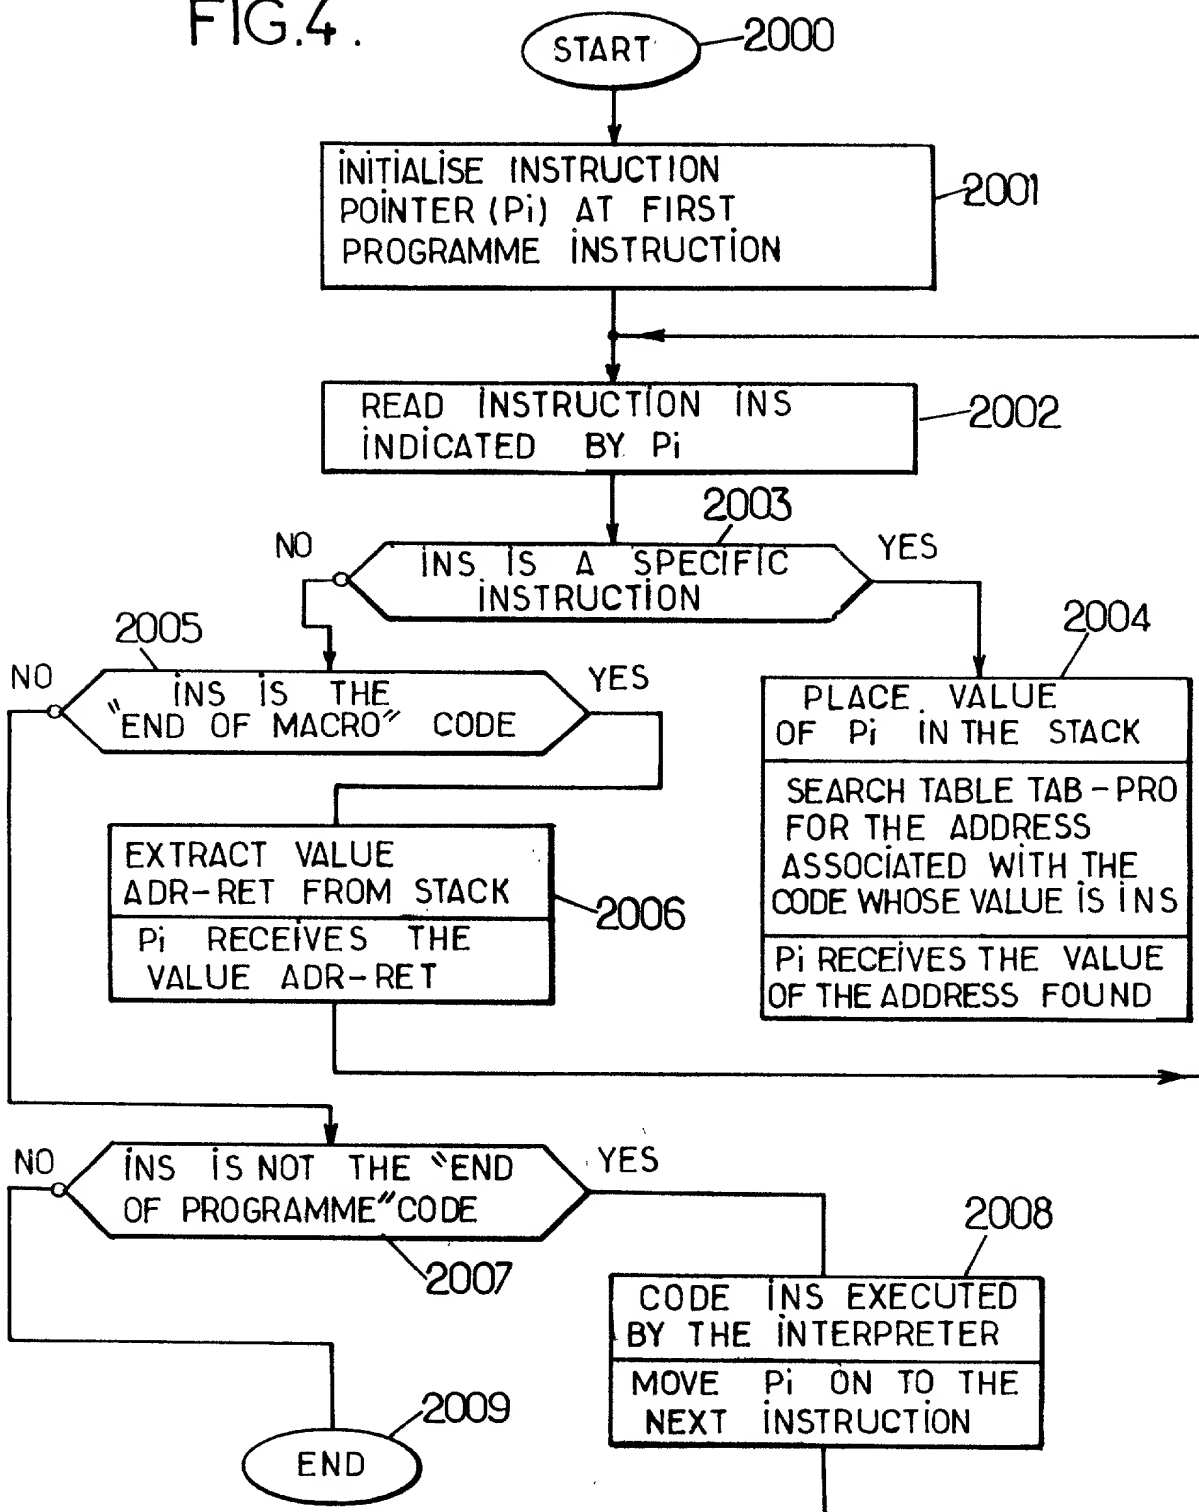 FIG.4.
START
2000
INITIALISE INSTRUCTION
POINTER (Pi) AT FIRST
PROGRAMME INSTRUCTION
2001
READ INSTRUCTION INS
INDICATED BY Pi
2002
2003
NO
INS IS A SPECIFIC
INSTRUCTION
YES
2005
NO
INS IS THE
"END OF MACRO" CODE
YES
2004
PLACE VALUE
OF Pi IN THE STACK
SEARCH TABLE TAB-PRO
FOR THE ADDRESS
ASSOCIATED WITH THE
CODE WHOSE VALUE IS INS
Pi RECEIVES THE VALUE
OF THE ADDRESS FOUND
EXTRACT VALUE
ADR-RET FROM STACK
Pi RECEIVES THE
VALUE ADR-RET
2006
NO
INS IS NOT THE "END
OF PROGRAMME" CODE
YES
2007
2008
CODE INS EXECUTED
BY THE INTERPRETER
MOVE Pi ON TO THE
NEXT INSTRUCTION
2009
END